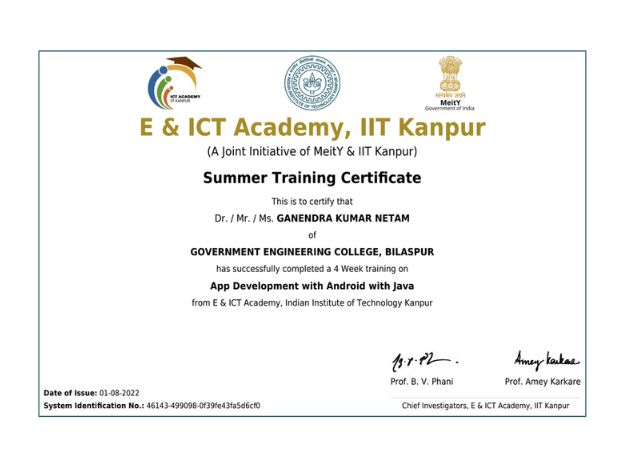 ICT ACADEMY
IIT KANPUR
सत्यमेव जयते
MeitY
Government of India
E & ICT Academy, IIT Kanpur
(A Joint Initiative of MeitY & IIT Kanpur)
Summer Training Certificate
This is to certify that
Dr. / Mr. / Ms. GANENDRA KUMAR NETAM
of
GOVERNMENT ENGINEERING COLLEGE, BILASPUR
has successfully completed a 4 Week training on
App Development with Android with Java
from E & ICT Academy, Indian Institute of Technology Kanpur
Amey Karkare
Prof. B. V. Phani
Prof. Amey Karkare
Date of Issue: 01-08-2022
System Identification No.: 46143-499098-0f39fe43fa5d6cf0
Chief Investigators, E & ICT Academy, IIT Kanpur